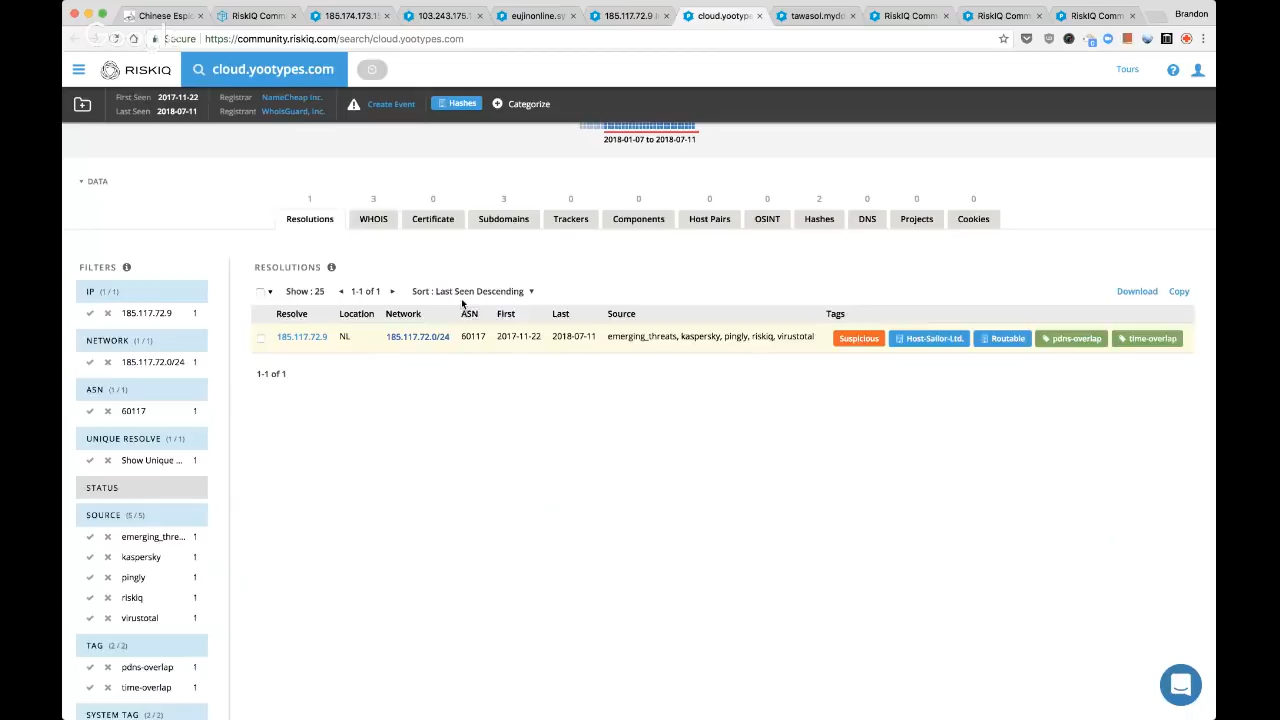 Chinese Espic
RiskIQ Commu
185.174.173.1
103.243.175.
eujinonline.sy
185.117.72.9
cloud.yootype
tawasol.mydd
RiskIQ Comm
RiskIQ Comm
RiskIQ Comm
Brandon
Secure https://community.riskiq.com/search/cloud.yootypes.com
RISKIQ
cloud.yootypes.com
Tours
First Seen 2017-11-22 Registrar NameCheap Inc.
Last Seen 2018-07-11 Registrant WhoisGuard, Inc.
Create Event
Hashes
Categorize
2018-01-07 to 2018-07-11
DATA
1 3 0 3 0 0 0 0 2 0 0 0
Resolutions WHOIS Certificate Subdomains Trackers Components Host Pairs OSINT Hashes DNS Projects Cookies
FILTERS
IP (1 / 1)
185.117.72.9 1
NETWORK (1 / 1)
185.117.72.0/24 1
ASN (1 / 1)
60117 1
UNIQUE RESOLVE (1 / 1)
Show Unique ... 1
STATUS
SOURCE (5 / 5)
emerging_thre... 1
kaspersky 1
pingly 1
riskiq 1
virustotal 1
TAG (2 / 2)
pdns-overlap 1
time-overlap 1
SYSTEM TAG (2 / 2)
RESOLUTIONS
Show : 25 1-1 of 1 Sort : Last Seen Descending Download Copy
Resolve Location Network ASN First Last Source Tags
185.117.72.9 NL 185.117.72.0/24 60117 2017-11-22 2018-07-11 emerging_threats, kaspersky, pingly, riskiq, virustotal Suspicious Host-Sailor-Ltd. Routable pdns-overlap time-overlap
1-1 of 1